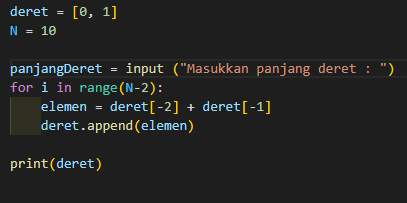 deret = [0, 1]
N = 10

panjangDeret = input ("Masukkan panjang deret : ")
for i in range(N-2):
    elemen = deret[-2] + deret[-1]
    deret.append(elemen)

print(deret)